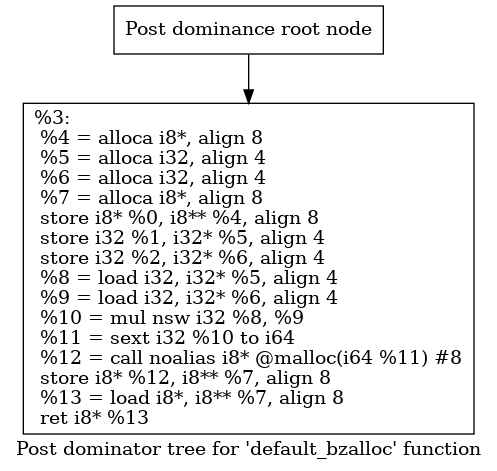 Post dominance root node
%3:
%4 = alloca i8*, align 8
%5 = alloca i32, align 4
%6 = alloca i32, align 4
%7 = alloca i8*, align 8
store i8* %0, i8** %4, align 8
store i32 %1, i32* %5, align 4
store i32 %2, i32* %6, align 4
%8 = load i32, i32* %5, align 4
%9 = load i32, i32* %6, align 4
%10 = mul nsw i32 %8, %9
%11 = sext i32 %10 to i64
%12 = call noalias i8* @malloc(i64 %11) #8
store i8* %12, i8** %7, align 8
%13 = load i8*, i8** %7, align 8
ret i8* %13
Post dominator tree for 'default_bzalloc' function